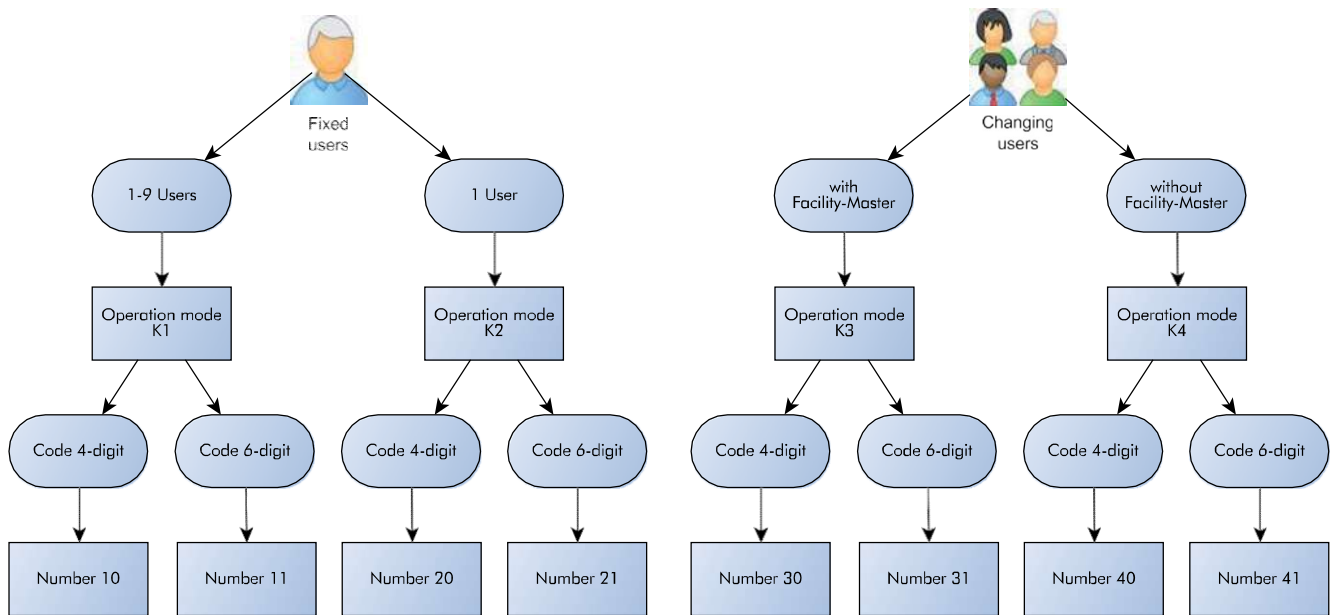 Fixed
users
Changing
users
1-9 Users
1 User
with
Facility-Master
without
Facility-Master
Operation mode
K1
Operation mode
K2
Operation mode
K3
Operation mode
K4
Code 4-digit
Code 6-digit
Code 4-digit
Code 6-digit
Code 4-digit
Code 6-digit
Code 4-digit
Code 6-digit
Number 10
Number 11
Number 20
Number 21
Number 30
Number 31
Number 40
Number 41